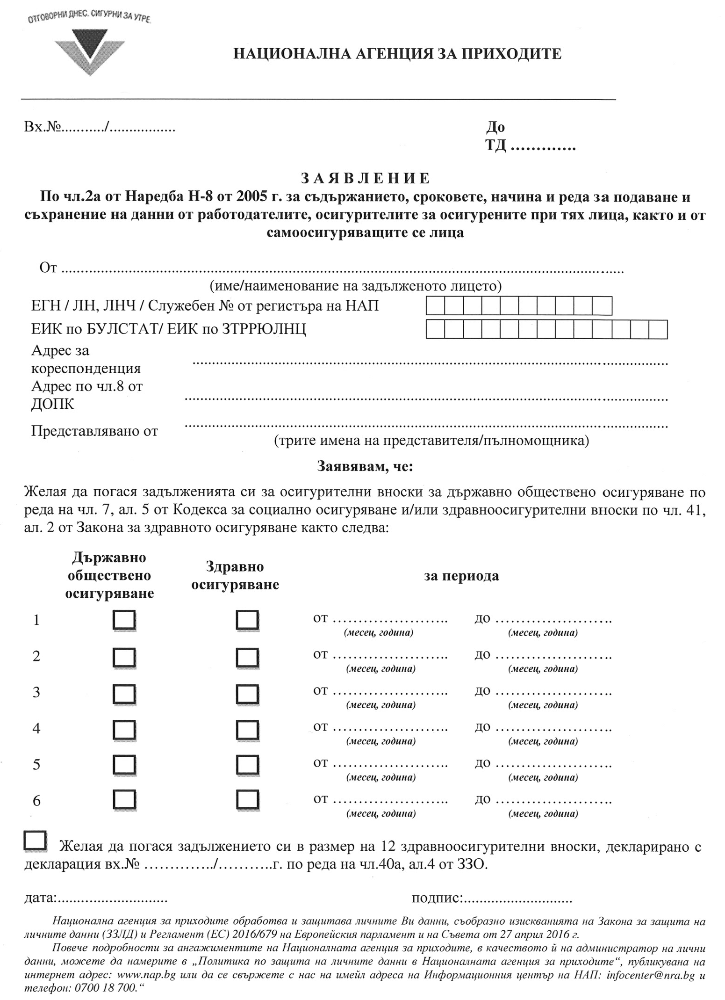 ОТГОВОРНИ ДНЕС. СИГУРНИ ЗА УТРЕ.
НАЦИОНАЛНА АГЕНЦИЯ ЗА ПРИХОДИТЕ
Вх.№.........../.................
До
ТД .............
З А Я В Л Е Н И Е
По чл.2а от Наредба Н-8 от 2005 г. за съдържанието, сроковете, начина и реда за подаване и
съхранение на данни от работодателите, осигурителите за осигурените при тях лица, както и от
самоосигуряващите се лица
От ................................................................................................................................................
(име/наименование на задълженото лицето)
ЕГН / ЛН, ЛНЧ / Служебен № от регистъра на НАП
ЕИК по БУЛСТАТ/ ЕИК по ЗТРРЮЛНЦ
Адрес за
кореспонденция ..........................................................................................................................
Адрес по чл.8 от
ДОПК ............................................................................................................................
Представлявано от ............................................................................................................................
(трите имена на представителя/пълномощника)
Заявявам, че:
Желая да погася задълженията си за осигурителни вноски за държавно обществено осигуряване по
реда на чл. 7, ал. 5 от Кодекса за социално осигуряване и/или здравноосигурителни вноски по чл. 41,
ал. 2 от Закона за здравното осигуряване както следва:
Държавно
обществено
осигуряване
Здравно
осигуряване
за периода
1 от …………………….. до …………………….
(месец, година) (месец, година)
2 от …………………….. до …………………….
(месец, година) (месец, година)
3 от …………………….. до …………………….
(месец, година) (месец, година)
4 от …………………….. до …………………….
(месец, година) (месец, година)
5 от …………………….. до …………………….
(месец, година) (месец, година)
6 от …………………….. до …………………….
(месец, година) (месец, година)
Желая да погася задължението си в размер на 12 здравноосигурителни вноски, декларирано с
декларация вх.№ …………../………..г. по реда на чл.40а, ал.4 от ЗЗО.
дата:............................ подпис:............................
Национална агенция за приходите обработва и защитава личните Ви данни, съобразно изискванията на Закона за защита на
личните данни (ЗЗЛД) и Регламент (ЕС) 2016/679 на Европейския парламент и на Съвета от 27 април 2016 г.
Повече подробности за ангажиментите на Националната агенция за приходите, в качеството й на администратор на лични
данни, можете да намерите в „Политика по защита на личните данни в Националната агенция за приходите“, публикувана на
интернет адрес: www.nap.bg или да се свържете с нас на имейл адреса на Информационния център на НАП: infocenter@nra.bg и
телефон: 0700 18 700.“